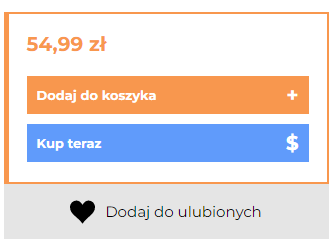 54,99 zł
Dodaj do koszyka +
Kup teraz $
Dodaj do ulubionych